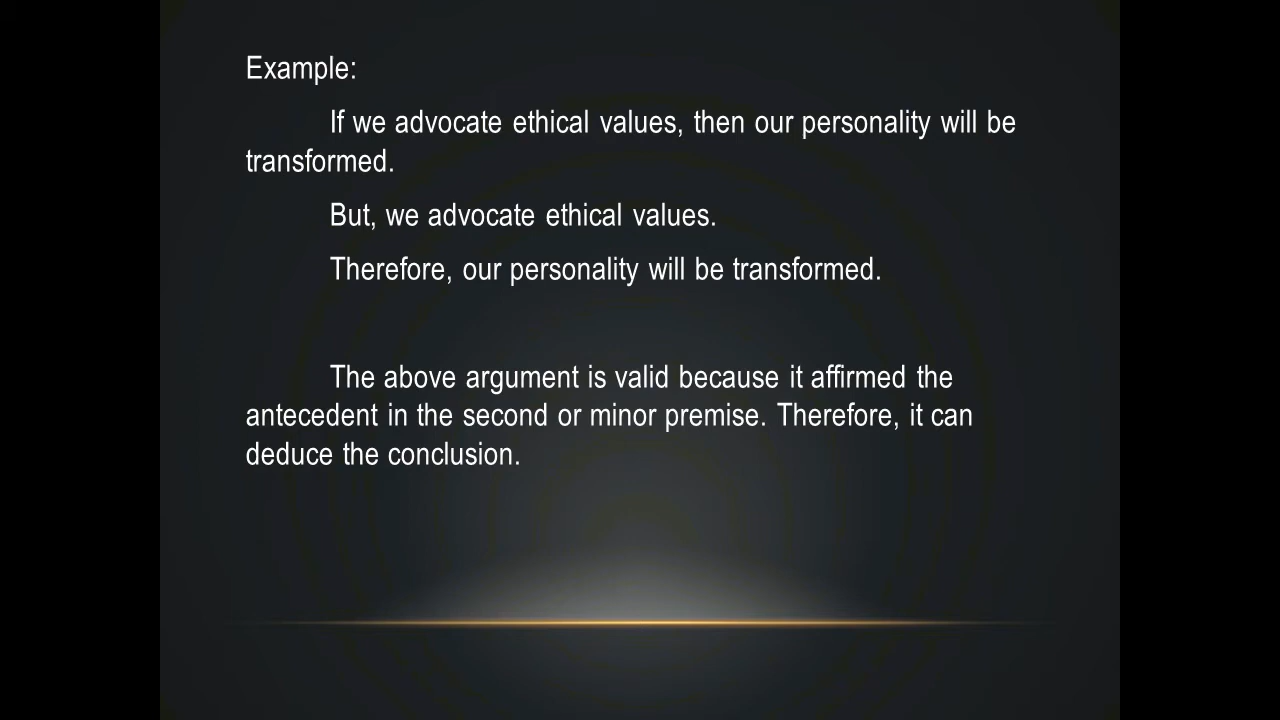 Example:
If we advocate ethical values, then our personality will be
transformed.
But, we advocate ethical values.
Therefore, our personality will be transformed.
The above argument is valid because it affirmed the
antecedent in the second or minor premise. Therefore, it can
deduce the conclusion.